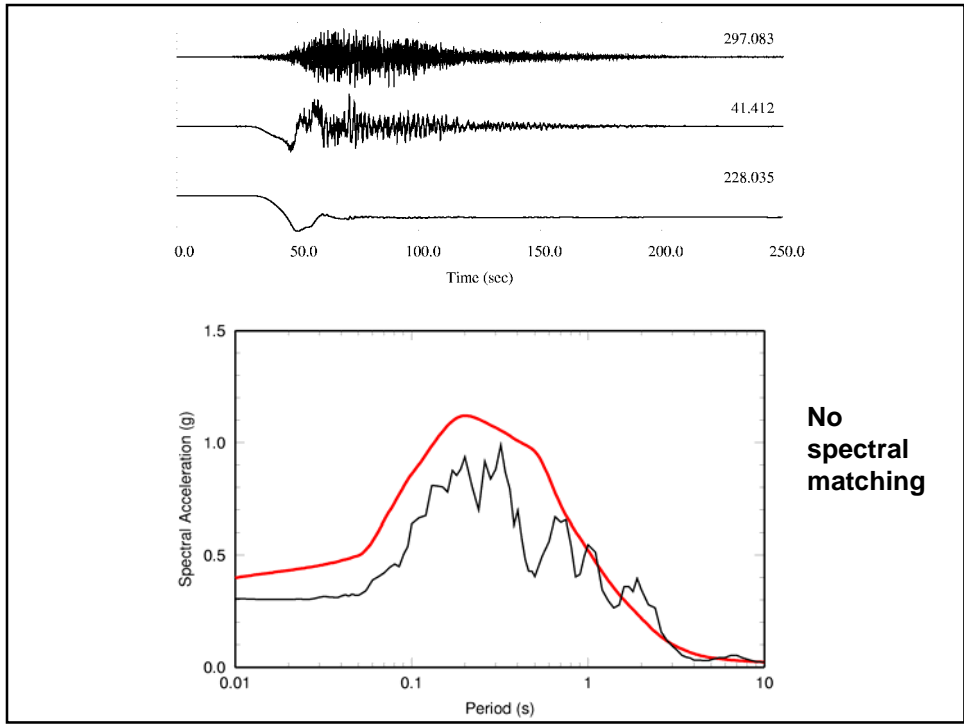 297.083
41.412
228.035
0.0 50.0 100.0 150.0 200.0 250.0
Time (sec)
1.5
1.0
0.5
0.0
Spectral Acceleration (g)
0.01 0.1 1 10
Period (s)
No
spectral
matching